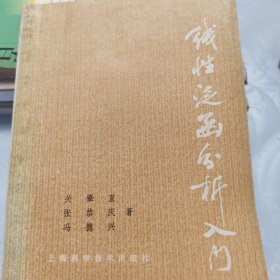 线性泛函分析入门
关肇直
张恭庆 著
冯德兴
上海科学技术出版社